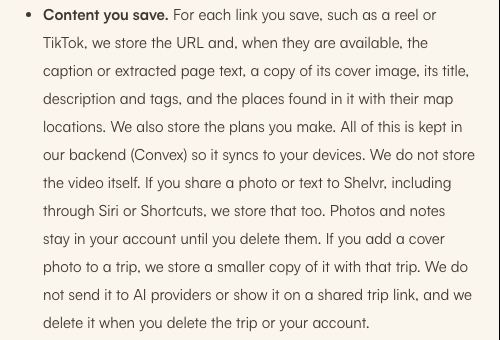 • Content you save. For each link you save, such as a reel or
TikTok, we store the URL and, when they are available, the
caption or extracted page text, a copy of its cover image, its title,
description and tags, and the places found in it with their map
locations. We also store the plans you make. All of this is kept in
our backend (Convex) so it syncs to your devices. We do not store
the video itself. If you share a photo or text to Shelvr, including
through Siri or Shortcuts, we store that too. Photos and notes
stay in your account until you delete them. If you add a cover
photo to a trip, we store a smaller copy of it with that trip. We do
not send it to AI providers or show it on a shared trip link, and we
delete it when you delete the trip or your account.